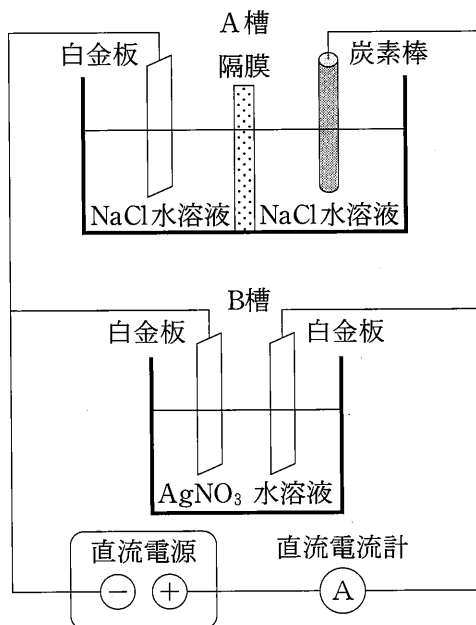 A槽
白金板
隔膜
炭素棒
NaCl水溶液
NaCl水溶液
B槽
白金板
白金板
AgNO₃ 水溶液
直流電源
直流電流計
− +
A